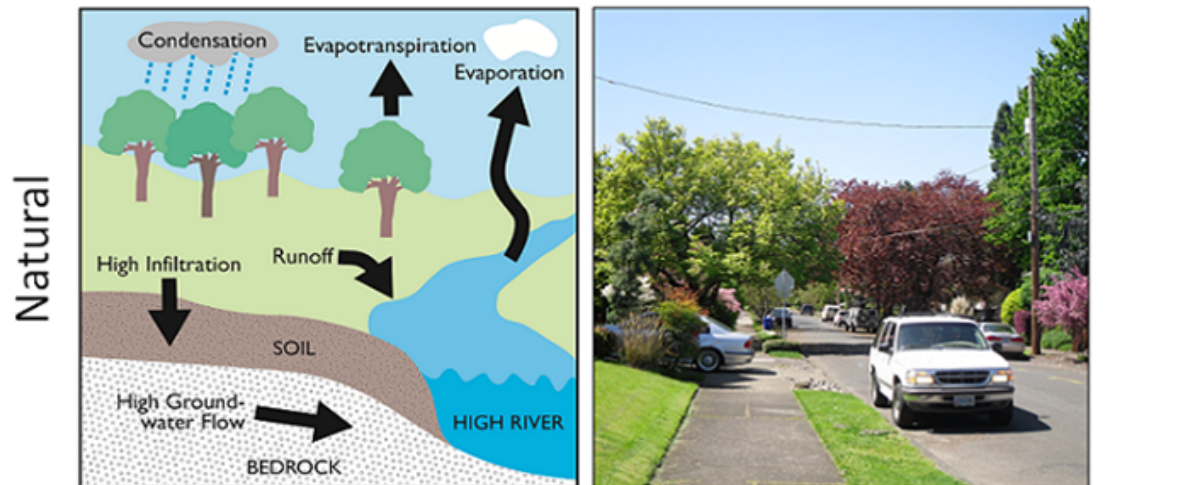 Natural
Condensation
Evapotranspiration
Evaporation
High Infiltration
Runoff
SOIL
High Ground-
water Flow
HIGH RIVER
BEDROCK